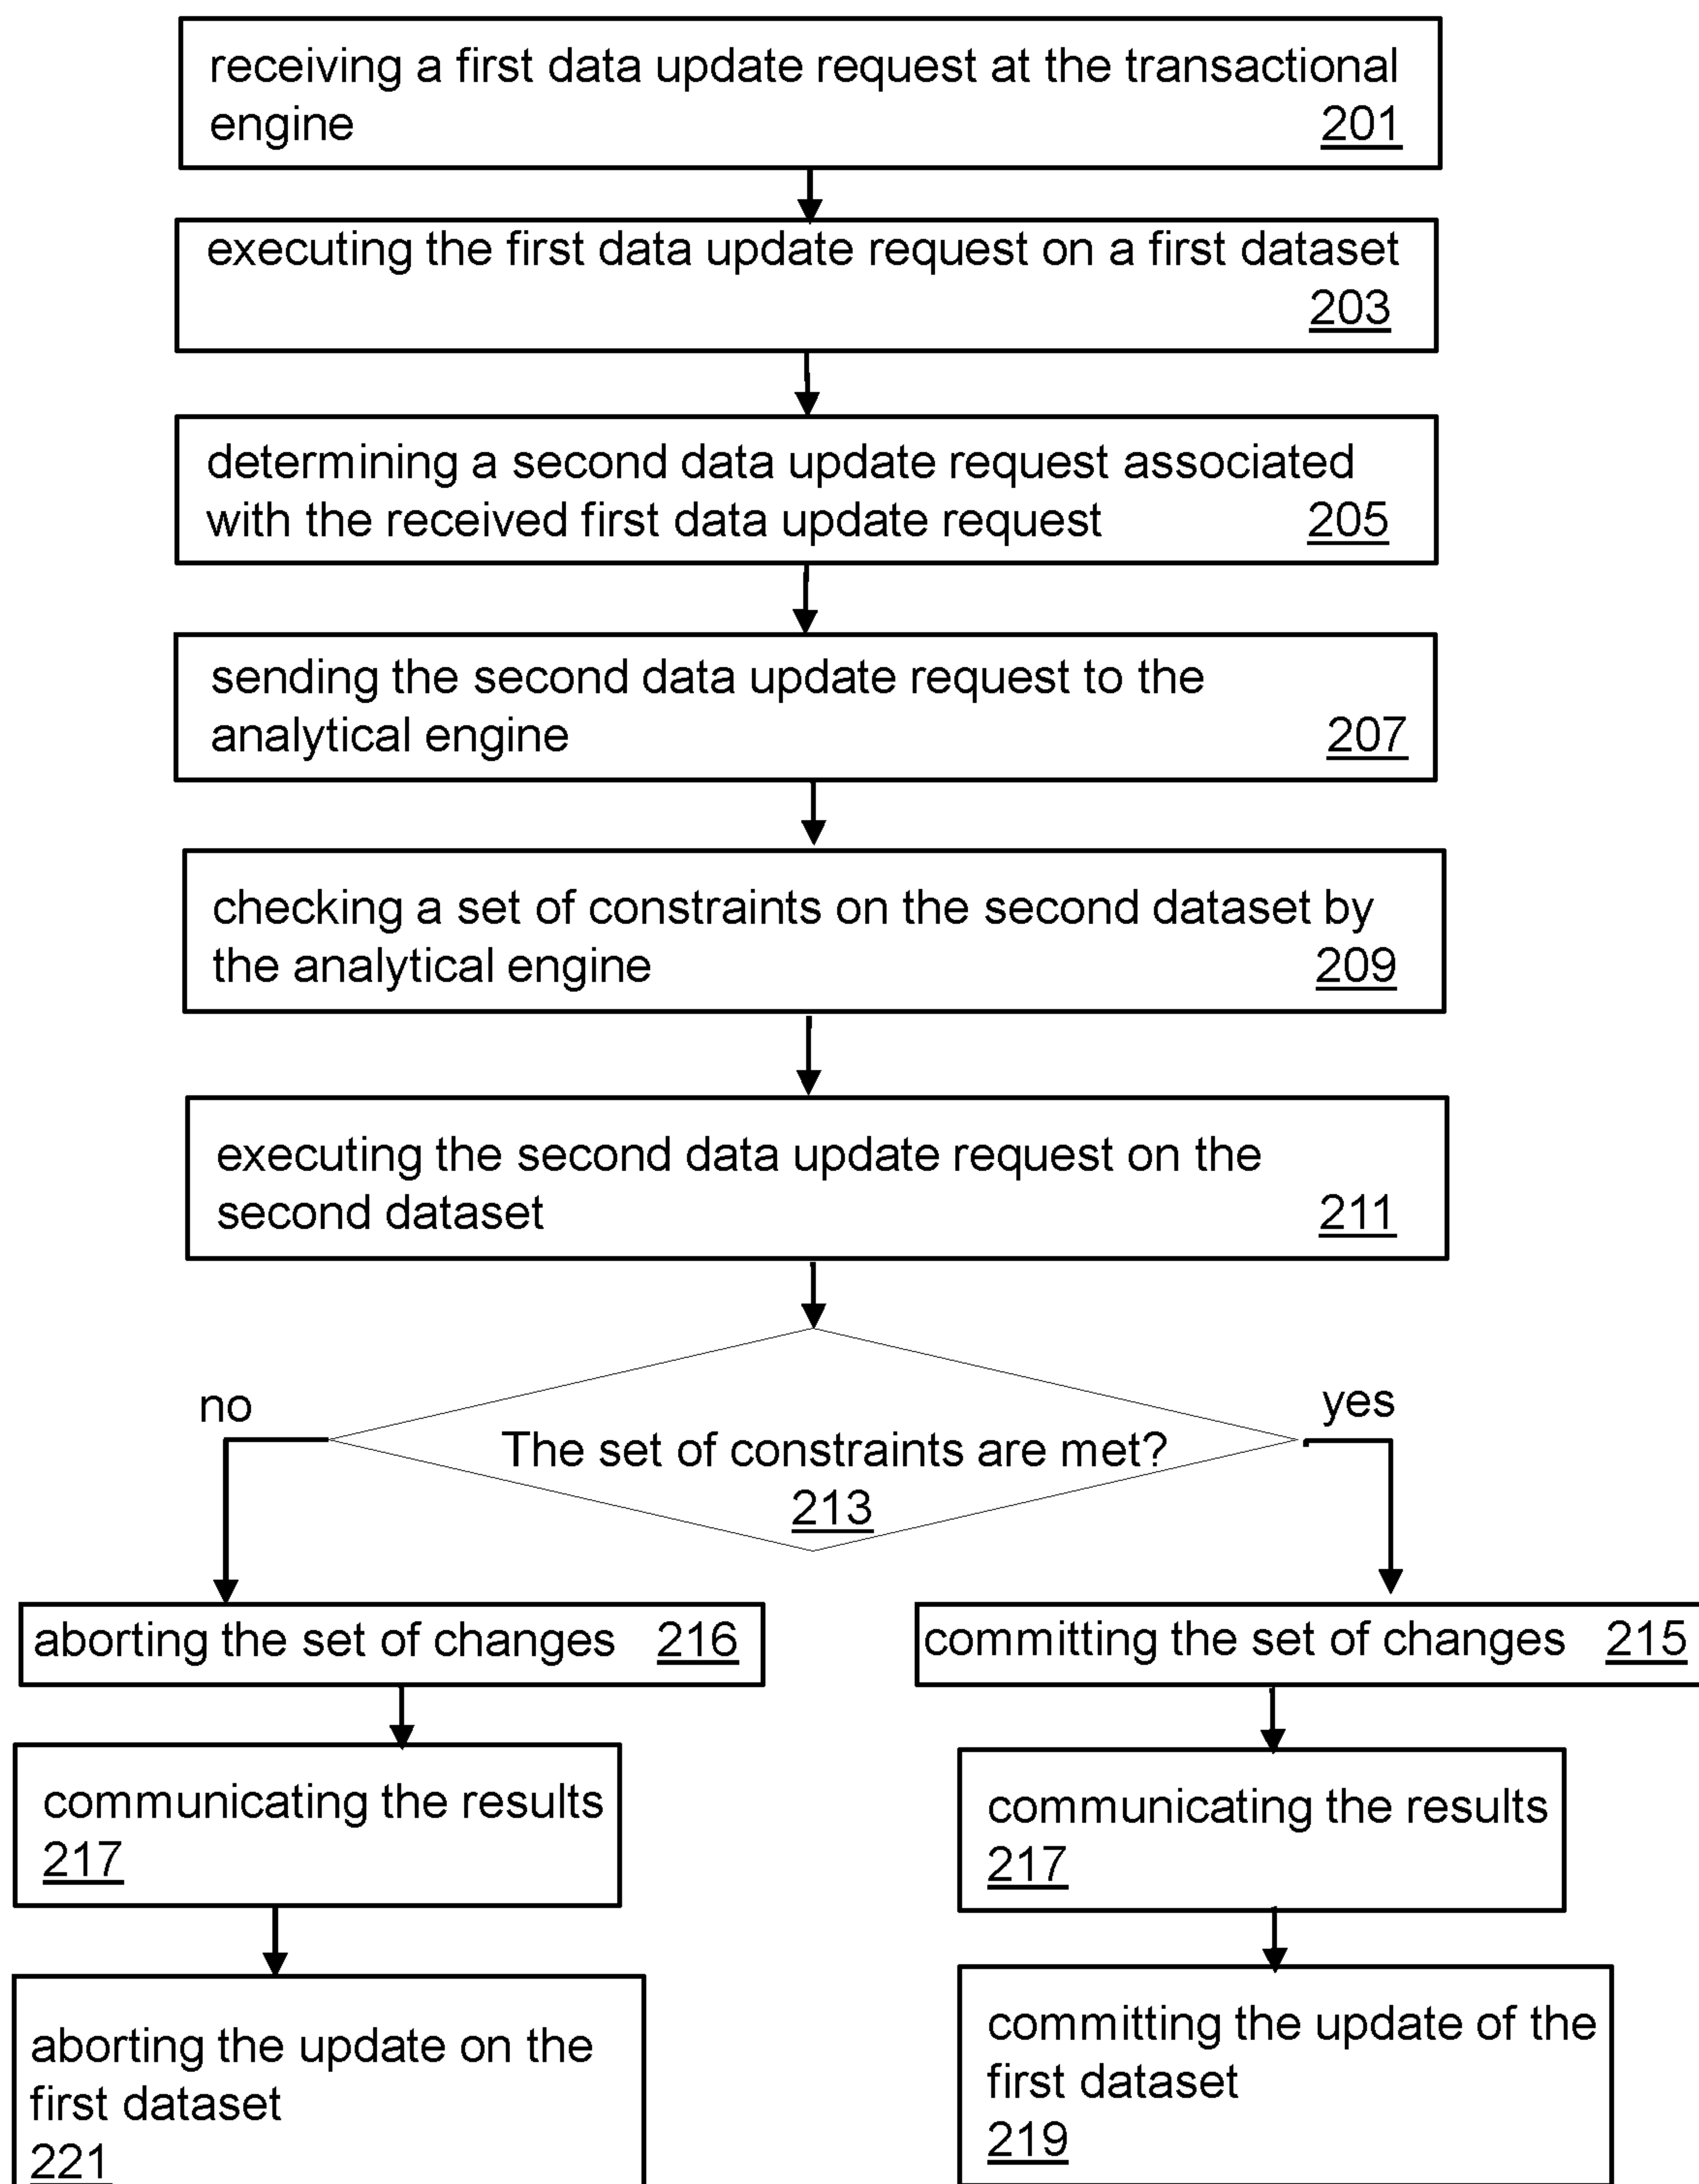 receiving a first data update request at the transactional
engine 201
executing the first data update request on a first dataset
203
determining a second data update request associated
with the received first data update request 205
sending the second data update request to the
analytical engine 207
checking a set of constraints on the second dataset by
the analytical engine 209
executing the second data update request on the
second dataset 211
no
yes
The set of constraints are met?
213
aborting the set of changes 216
committing the set of changes 215
communicating the results
217
communicating the results
217
aborting the update on the
first dataset
221
committing the update of the
first dataset
219